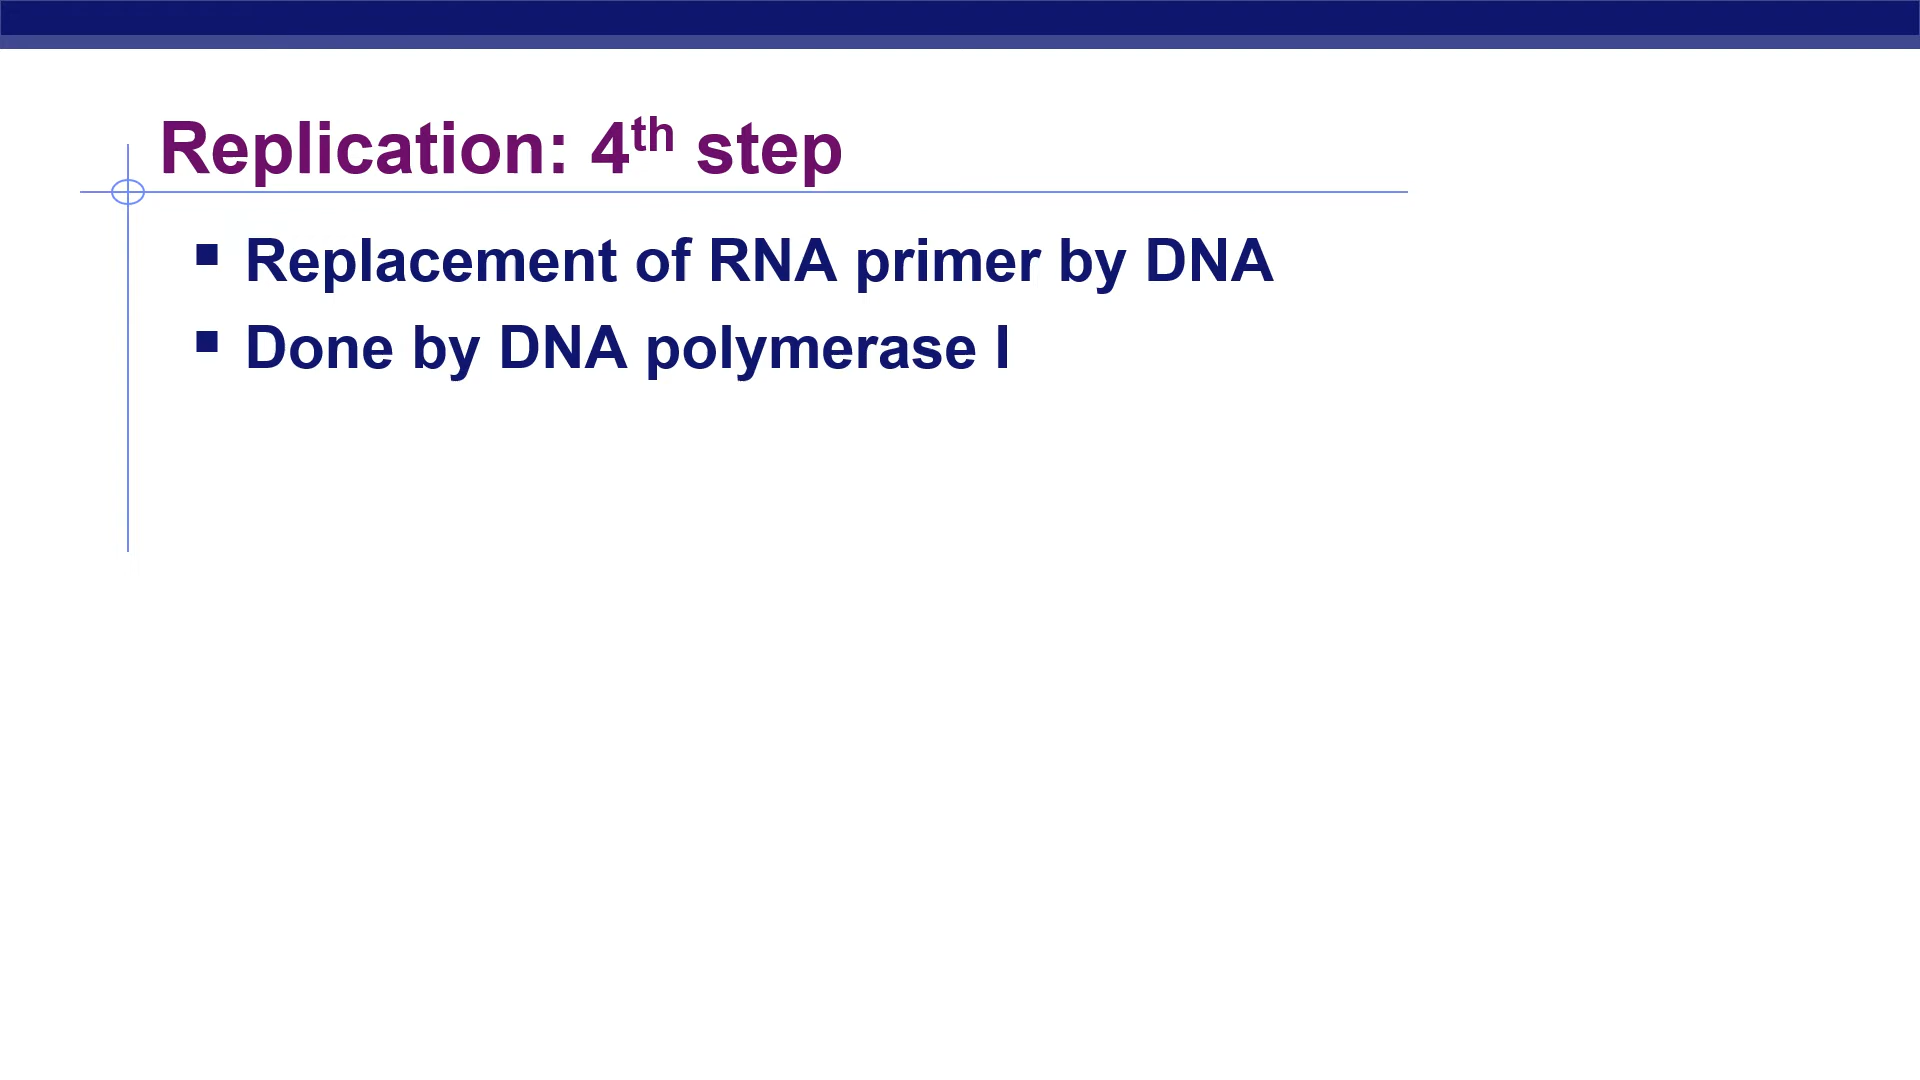 Replication: 4th step
▪ Replacement of RNA primer by DNA
▪ Done by DNA polymerase I